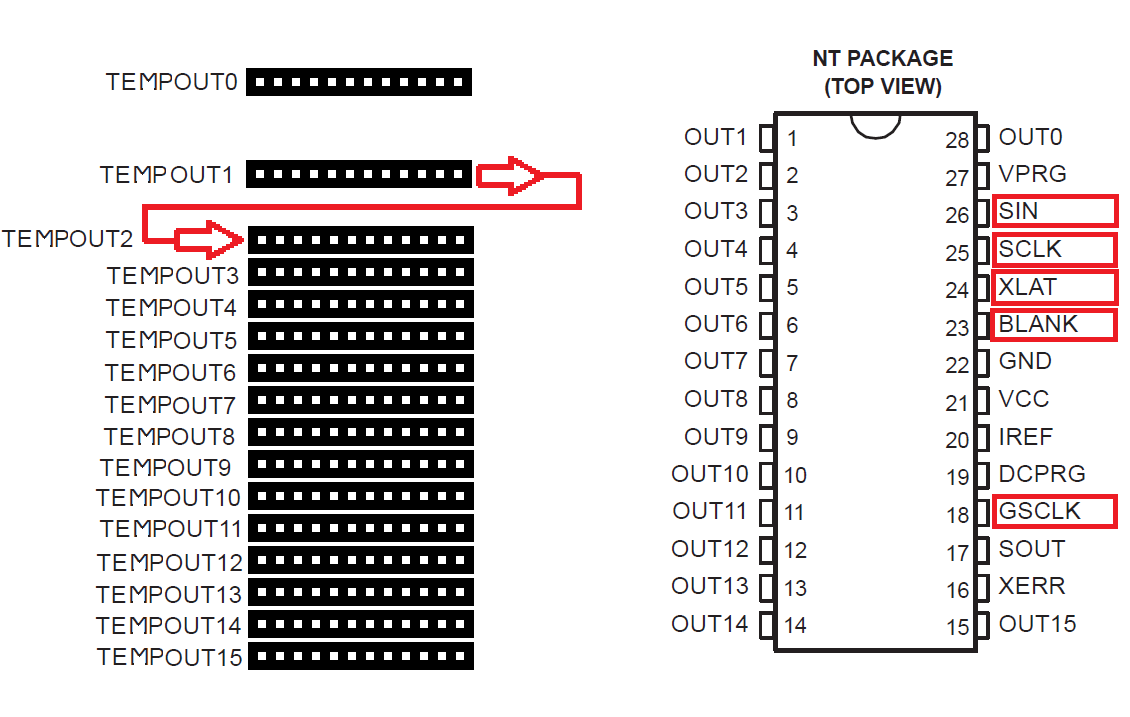 TEMPOUT0
TEMPOUT1
TEMPOUT2
TEMPOUT3
TEMPOUT4
TEMPOUT5
TEMPOUT6
TEMPOUT7
TEMPOUT8
TEMPOUT9
TEMPOUT10
TEMPOUT11
TEMPOUT12
TEMPOUT13
TEMPOUT14
TEMPOUT15
NT PACKAGE
(TOP VIEW)
OUT1 1 28 OUT0
OUT2 2 27 VPRG
OUT3 3 26 SIN
OUT4 4 25 SCLK
OUT5 5 24 XLAT
OUT6 6 23 BLANK
OUT7 7 22 GND
OUT8 8 21 VCC
OUT9 9 20 IREF
OUT10 10 19 DCPRG
OUT11 11 18 GSCLK
OUT12 12 17 SOUT
OUT13 13 16 XERR
OUT14 14 15 OUT15